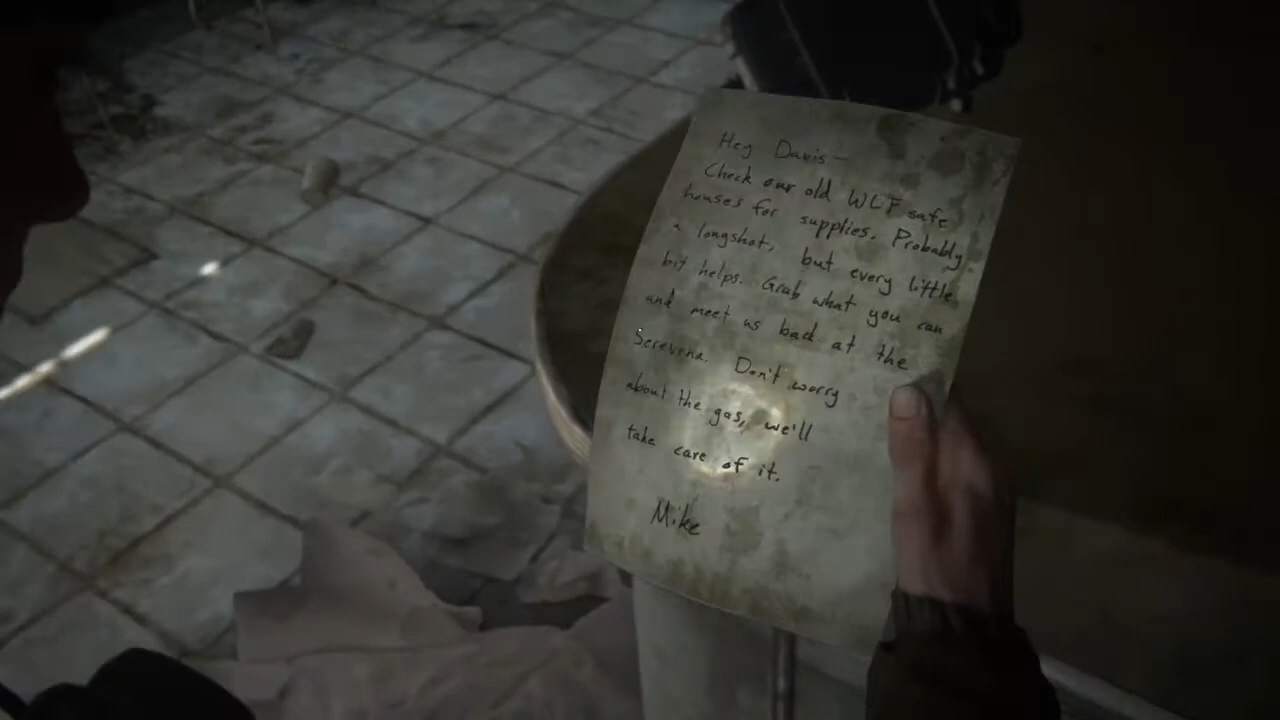 Hey Davis-
Check our old WLF safe
houses for supplies. Probably
a longshot, but every little
bit helps. Grab what you can
and meet us back at the
Serevena. Don't worry
about the gas, we'll
take care of it.
Mike